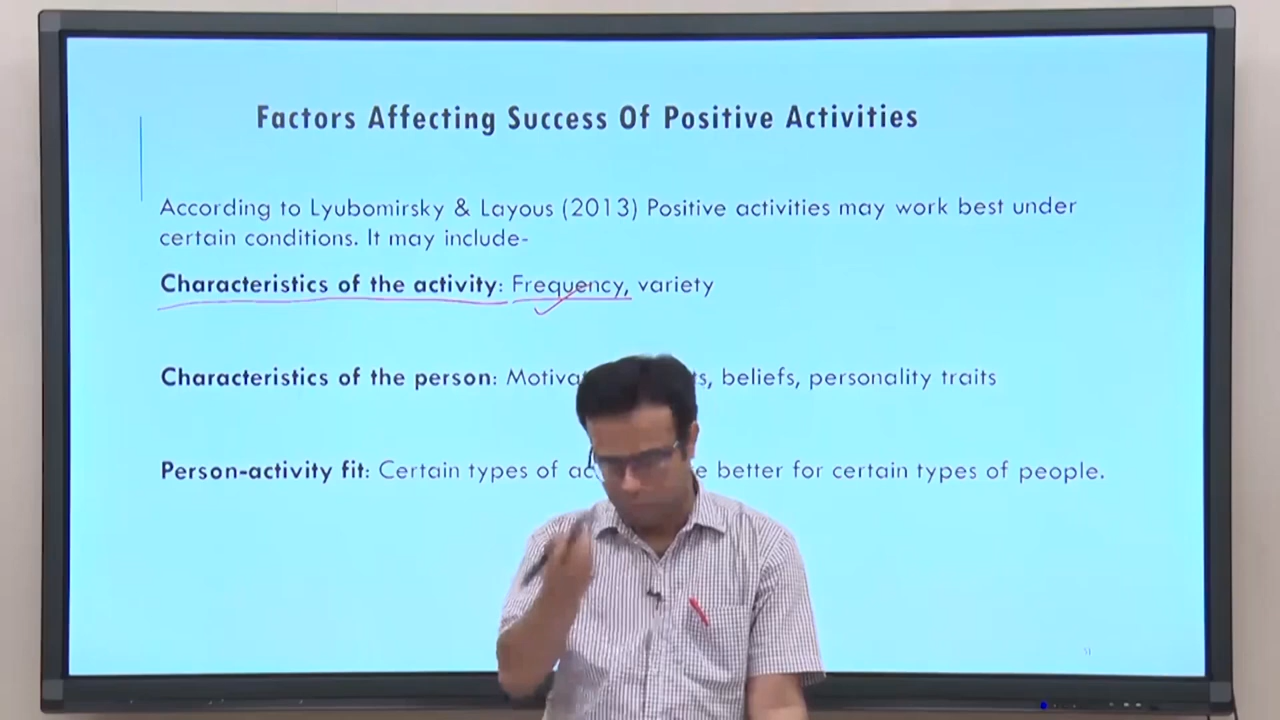 Factors Affecting Success Of Positive Activities
According to Lyubomirsky & Layous (2013) Positive activities may work best under
certain conditions. It may include-
Characteristics of the activity: Frequency, variety
Characteristics of the person: beliefs, personality traits
Person-activity fit: Certain types of better for certain types of people.